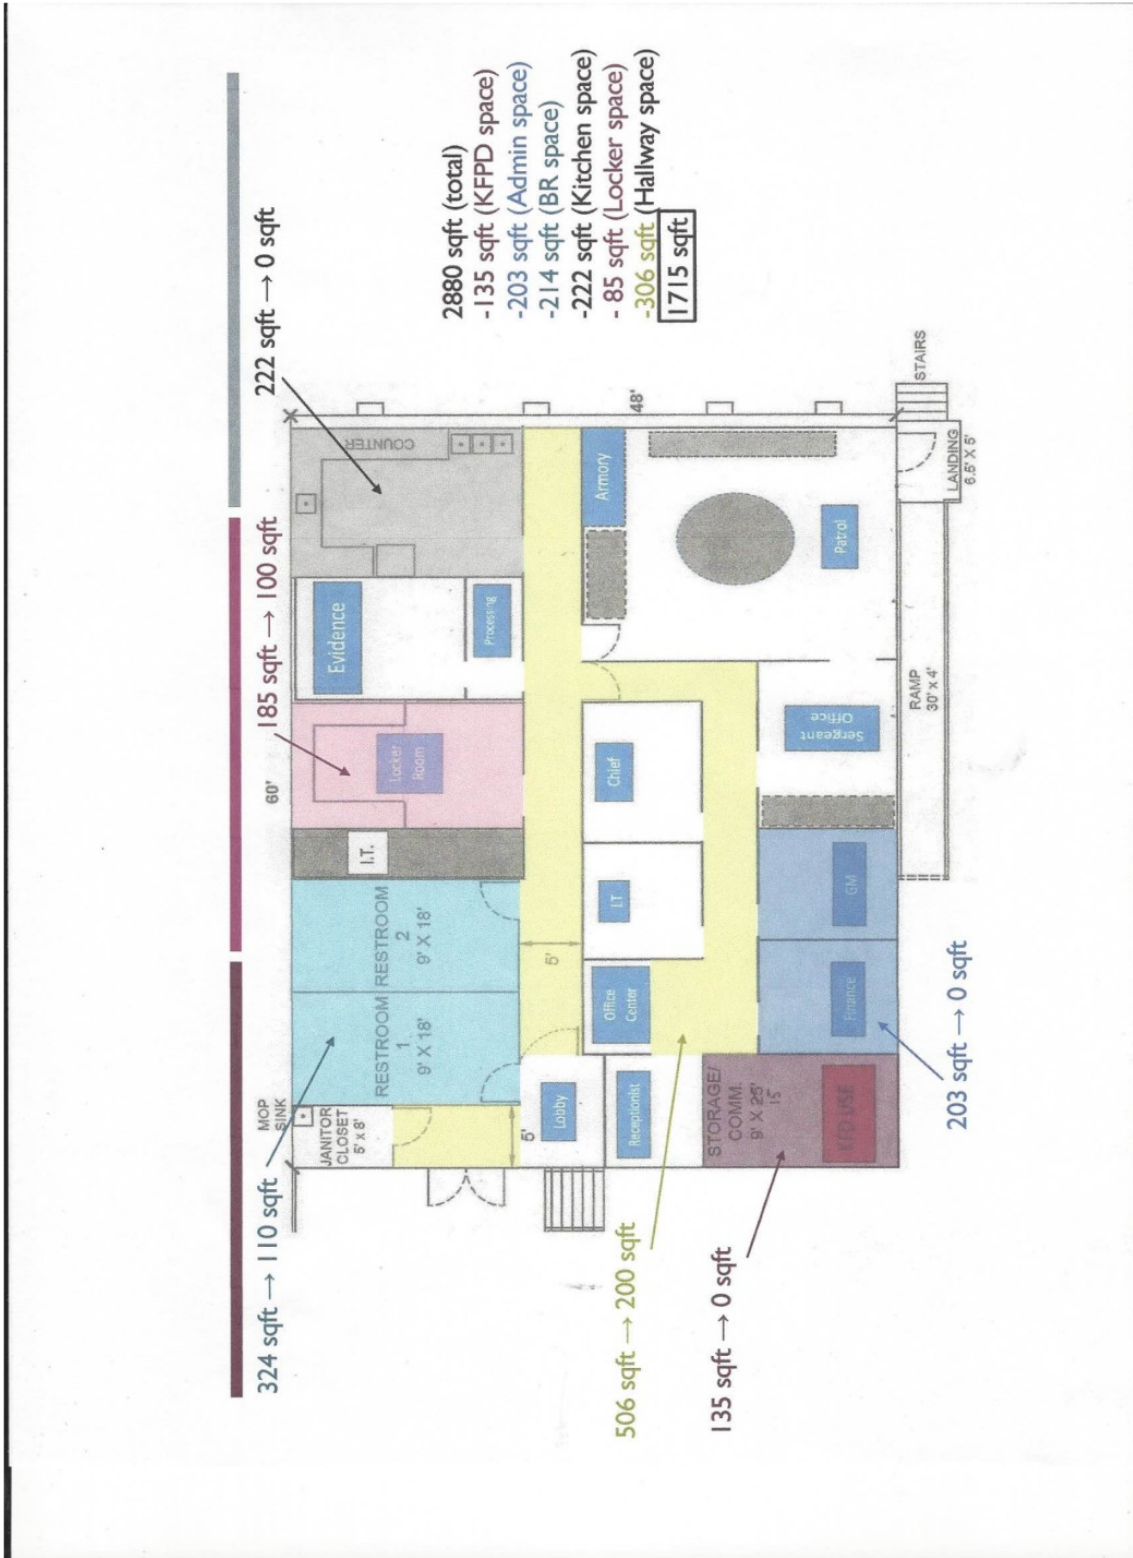 324 sqft → 110 sqft
185 sqft → 100 sqft
222 sqft → 0 sqft
2880 sqft (total)
-135 sqft (KFPD space)
-203 sqft (Admin space)
-214 sqft (BR space)
-222 sqft (Kitchen space)
- 85 sqft (Locker space)
-306 sqft (Hallway space)
1715 sqft
60'
MOP
SINK
JANITOR
CLOSET
5' x 8'
RESTROOM
1
9' X 18'
RESTROOM
2
9' X 18'
I.T.
Locker
Room
Evidence
Processing
COUNTER
5'
5'
48'
Lobby
Receptionist
Office
Center
I.T
Chief
Armory
Patrol
Sergeant
Office
STORAGE/
COMM.
9' X 25'
15
KFD USE
Finance
GM
RAMP
30' x 4'
LANDING
6.5' X 5'
STAIRS
506 sqft → 200 sqft
135 sqft → 0 sqft
203 sqft → 0 sqft